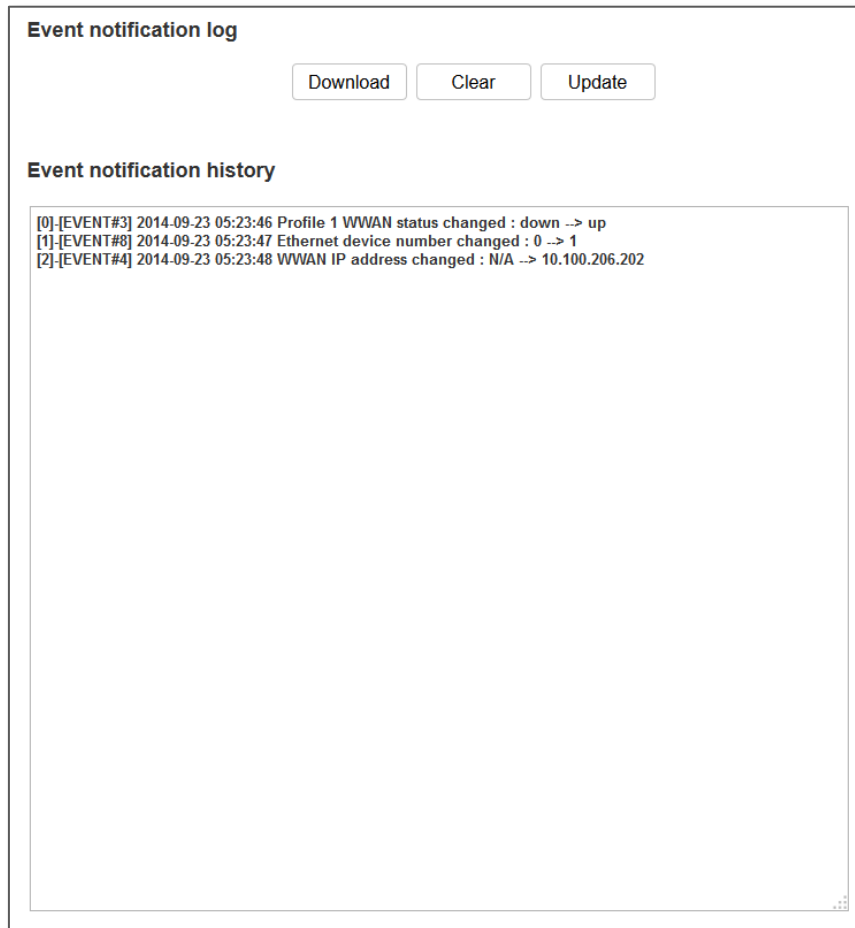 Event notification log
Download Clear Update
Event notification history
[0]-[EVENT#3] 2014-09-23 05:23:46 Profile 1 WWAN status changed : down --> up
[1]-[EVENT#8] 2014-09-23 05:23:47 Ethernet device number changed : 0 --> 1
[2]-[EVENT#4] 2014-09-23 05:23:48 WWAN IP address changed : N/A --> 10.100.206.202